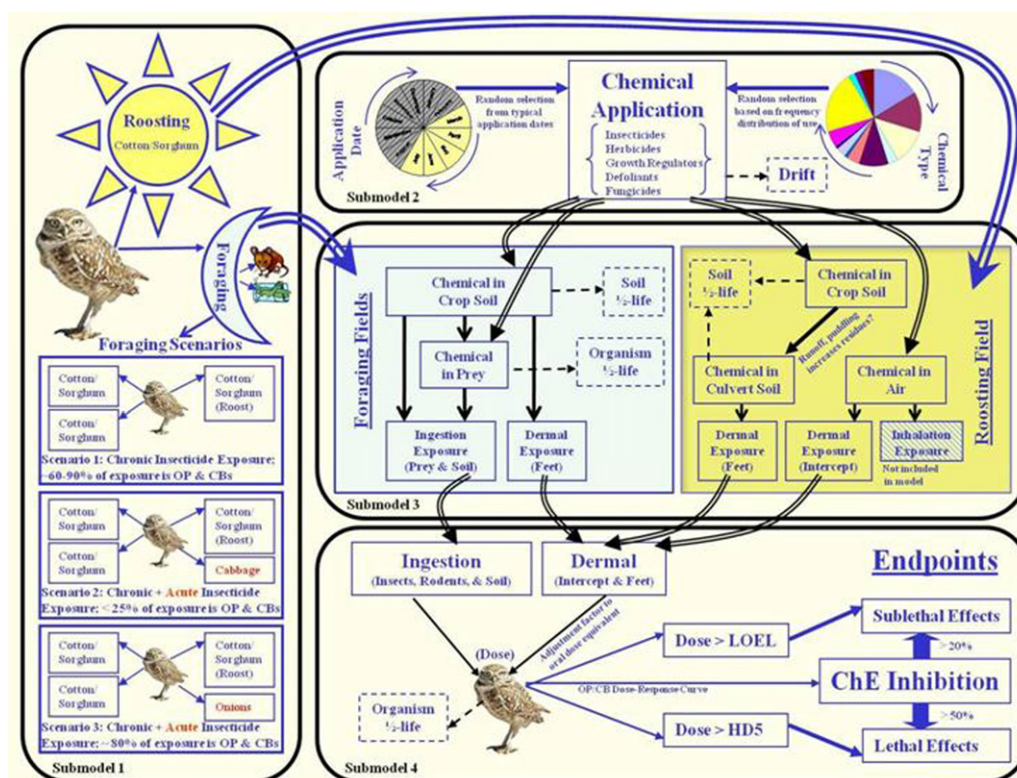 Roosting
Cotton/Sorghum
Foraging
Foraging Scenarios
Cotton/
Sorghum
Cotton/
Sorghum
(Roost)
Cotton/
Sorghum
Scenario 1: Chronic Insecticide Exposure;
~60-90% of exposure is OP & CBs
Cotton/
Sorghum
Cotton/
Sorghum
(Roost)
Cotton/
Sorghum
Cabbage
Scenario 2: Chronic + Acute Insecticide
Exposure; <25% of exposure is OP & CBs
Cotton/
Sorghum
Cotton/
Sorghum
(Roost)
Cotton/
Sorghum
Onions
Scenario 3: Chronic + Acute Insecticide
Exposure; ~80% of exposure is OP & CBs
Submodel 1
Application
Date
Random selection
from typical
application dates
Chemical
Application
Insecticides
Herbicides
Growth Regulators
Defoliants
Fungicides
Random selection
based on frequency
distribution of use
Chemical
Type
Drift
Submodel 2
Foraging Fields
Chemical in
Crop Soil
Soil
½-life
Chemical
in Prey
Organism
½-life
Ingestion
Exposure
(Prey & Soil)
Dermal
Exposure
(Feet)
Soil
½-life
Chemical in
Crop Soil
Runoff, puddling
increases residues?
Chemical in
Culvert Soil
Chemical in
Air
Dermal
Exposure
(Feet)
Dermal
Exposure
(Intercept)
Inhalation
Exposure
Not included
in model
Roosting Field
Submodel 3
Ingestion
(Insects, Rodents, & Soil)
Dermal
(Intercept & Feet)
Endpoints
Adjustment factor to
oral dose equivalent
(Dose)
Organism
½-life
Dose > LOEL
Sublethal Effects
>20%
OP:CB Dose-Response Curve
ChE Inhibition
>50%
Dose > HD5
Lethal Effects
Submodel 4